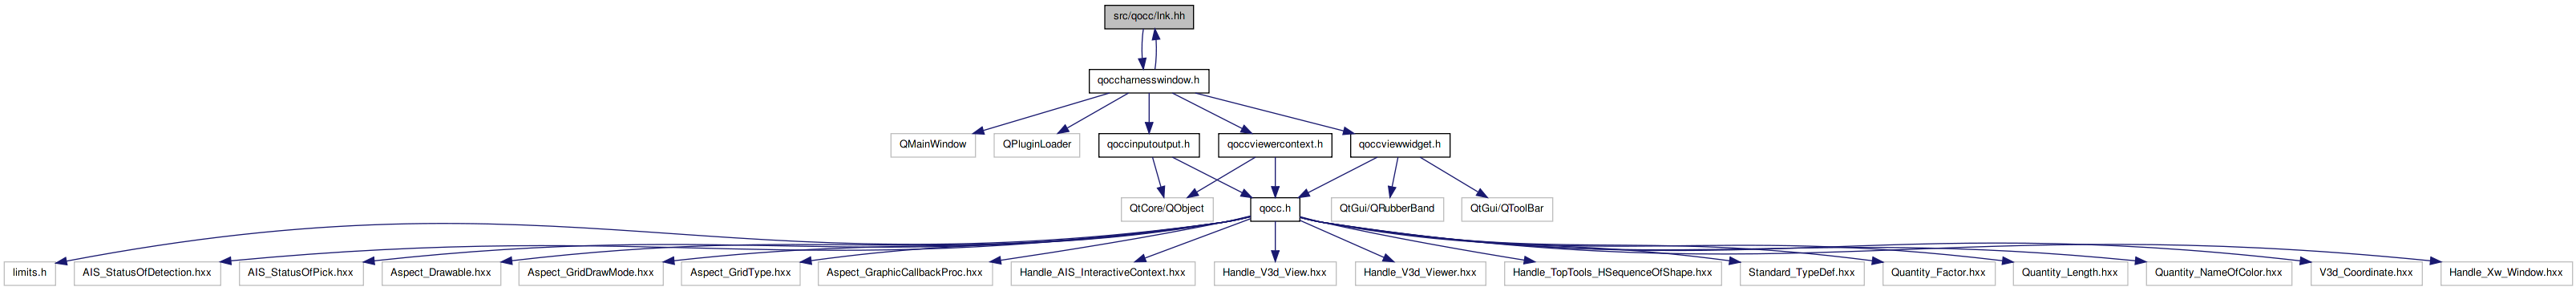 src/qocc/lnk.hh
qoccharnesswindow.h
QMainWindow
QPluginLoader
qoccinputoutput.h
qoccviewercontext.h
qoccviewwidget.h
QtCore/QObject
qocc.h
QtGui/QRubberBand
QtGui/QToolBar
limits.h
AIS_StatusOfDetection.hxx
AIS_StatusOfPick.hxx
Aspect_Drawable.hxx
Aspect_GridDrawMode.hxx
Aspect_GridType.hxx
Aspect_GraphicCallbackProc.hxx
Handle_AIS_InteractiveContext.hxx
Handle_V3d_View.hxx
Handle_V3d_Viewer.hxx
Handle_TopTools_HSequenceOfShape.hxx
Standard_TypeDef.hxx
Quantity_Factor.hxx
Quantity_Length.hxx
Quantity_NameOfColor.hxx
V3d_Coordinate.hxx
Handle_Xw_Window.hxx